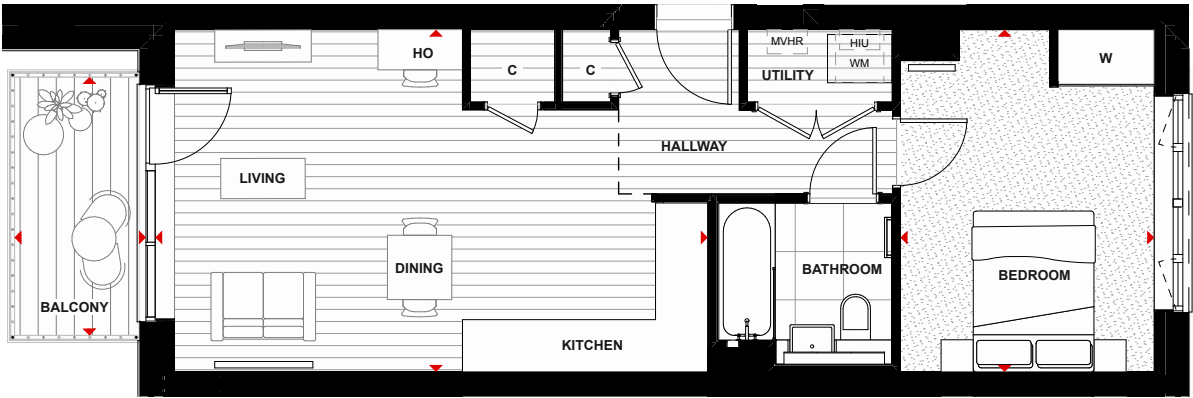 MVHR
HIU
HO
W
C
C
WM
UTILITY
HALLWAY
LIVING
DINING
BATHROOM
BEDROOM
BALCONY
KITCHEN